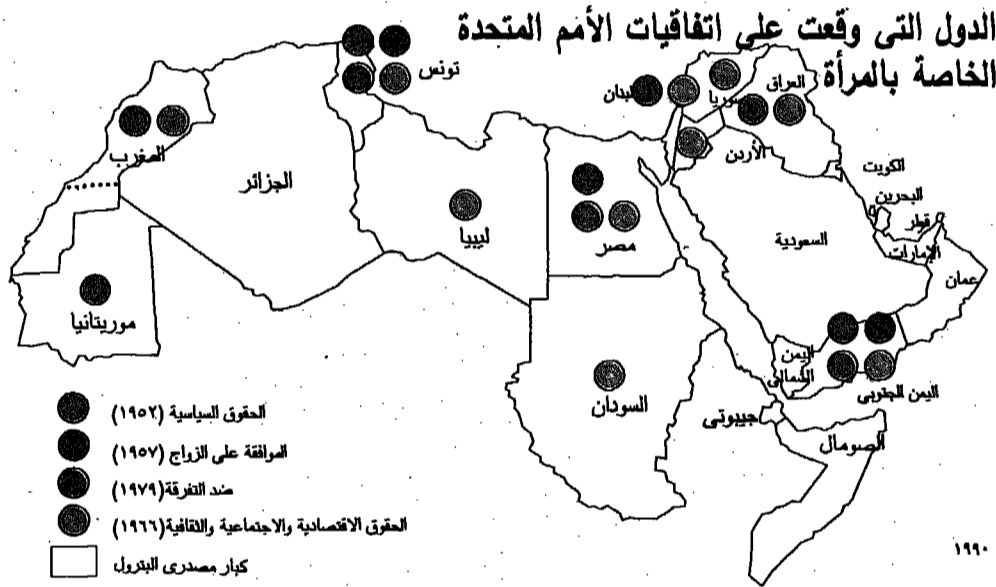 الدول التى وقعت على اتفاقيات الأمم المتحدة
الخاصة بالمرأة
تونس
لبنان
سوريا
العراق
المغرب
الجزائر
ليبيا
مصر
الأردن
الكويت
البحرين
قطر
الإمارات
السعودية
عمان
موريتانيا
السودان
اليمن
الشمالى
اليمن الجنوبى
جيبوتى
الصومال
الحقوق السياسية (١٩٥٢)
الموافقة على الزواج (١٩٥٧)
ضد التفرقة (١٩٧٩)
الحقوق الاقتصادية والاجتماعية والثقافية (١٩٦٦)
كبار مصدرى البترول
١٩٩٠